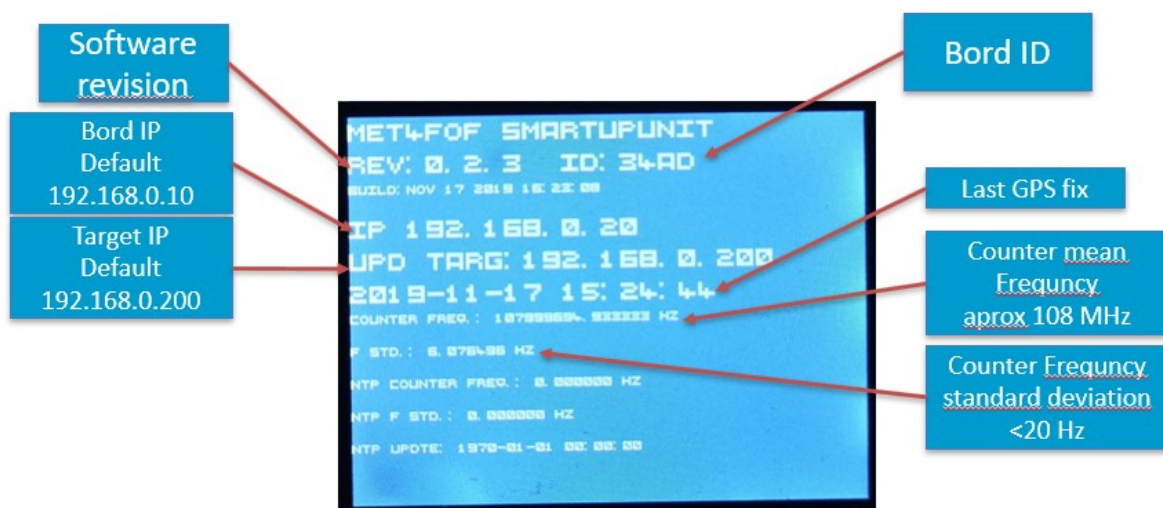 Software
revision
Bord ID
Bord IP
Default
192.168.0.10
Target IP
Default
192.168.0.200
MET4FOF SMARTUPUNIT
REV: 0. 2. 3 ID: 34AD
BUILD: NOV 17 2019 16: 23: 08
IP 192. 168. 0. 20
UPD TARG: 192. 168. 0. 200
2019-11-17 15: 24: 44
COUNTER FREQ. : 107999694. 933333 HZ
F STD. : 6. 076496 HZ
NTP COUNTER FREQ. : 0. 000000 HZ
NTP F STD. : 0. 000000 HZ
NTP UPDTE: 1970-01-01 00: 00: 00
Last GPS fix
Counter mean
Frequncy
aprox 108 MHz
Counter Frequncy
standard deviation
<20 Hz